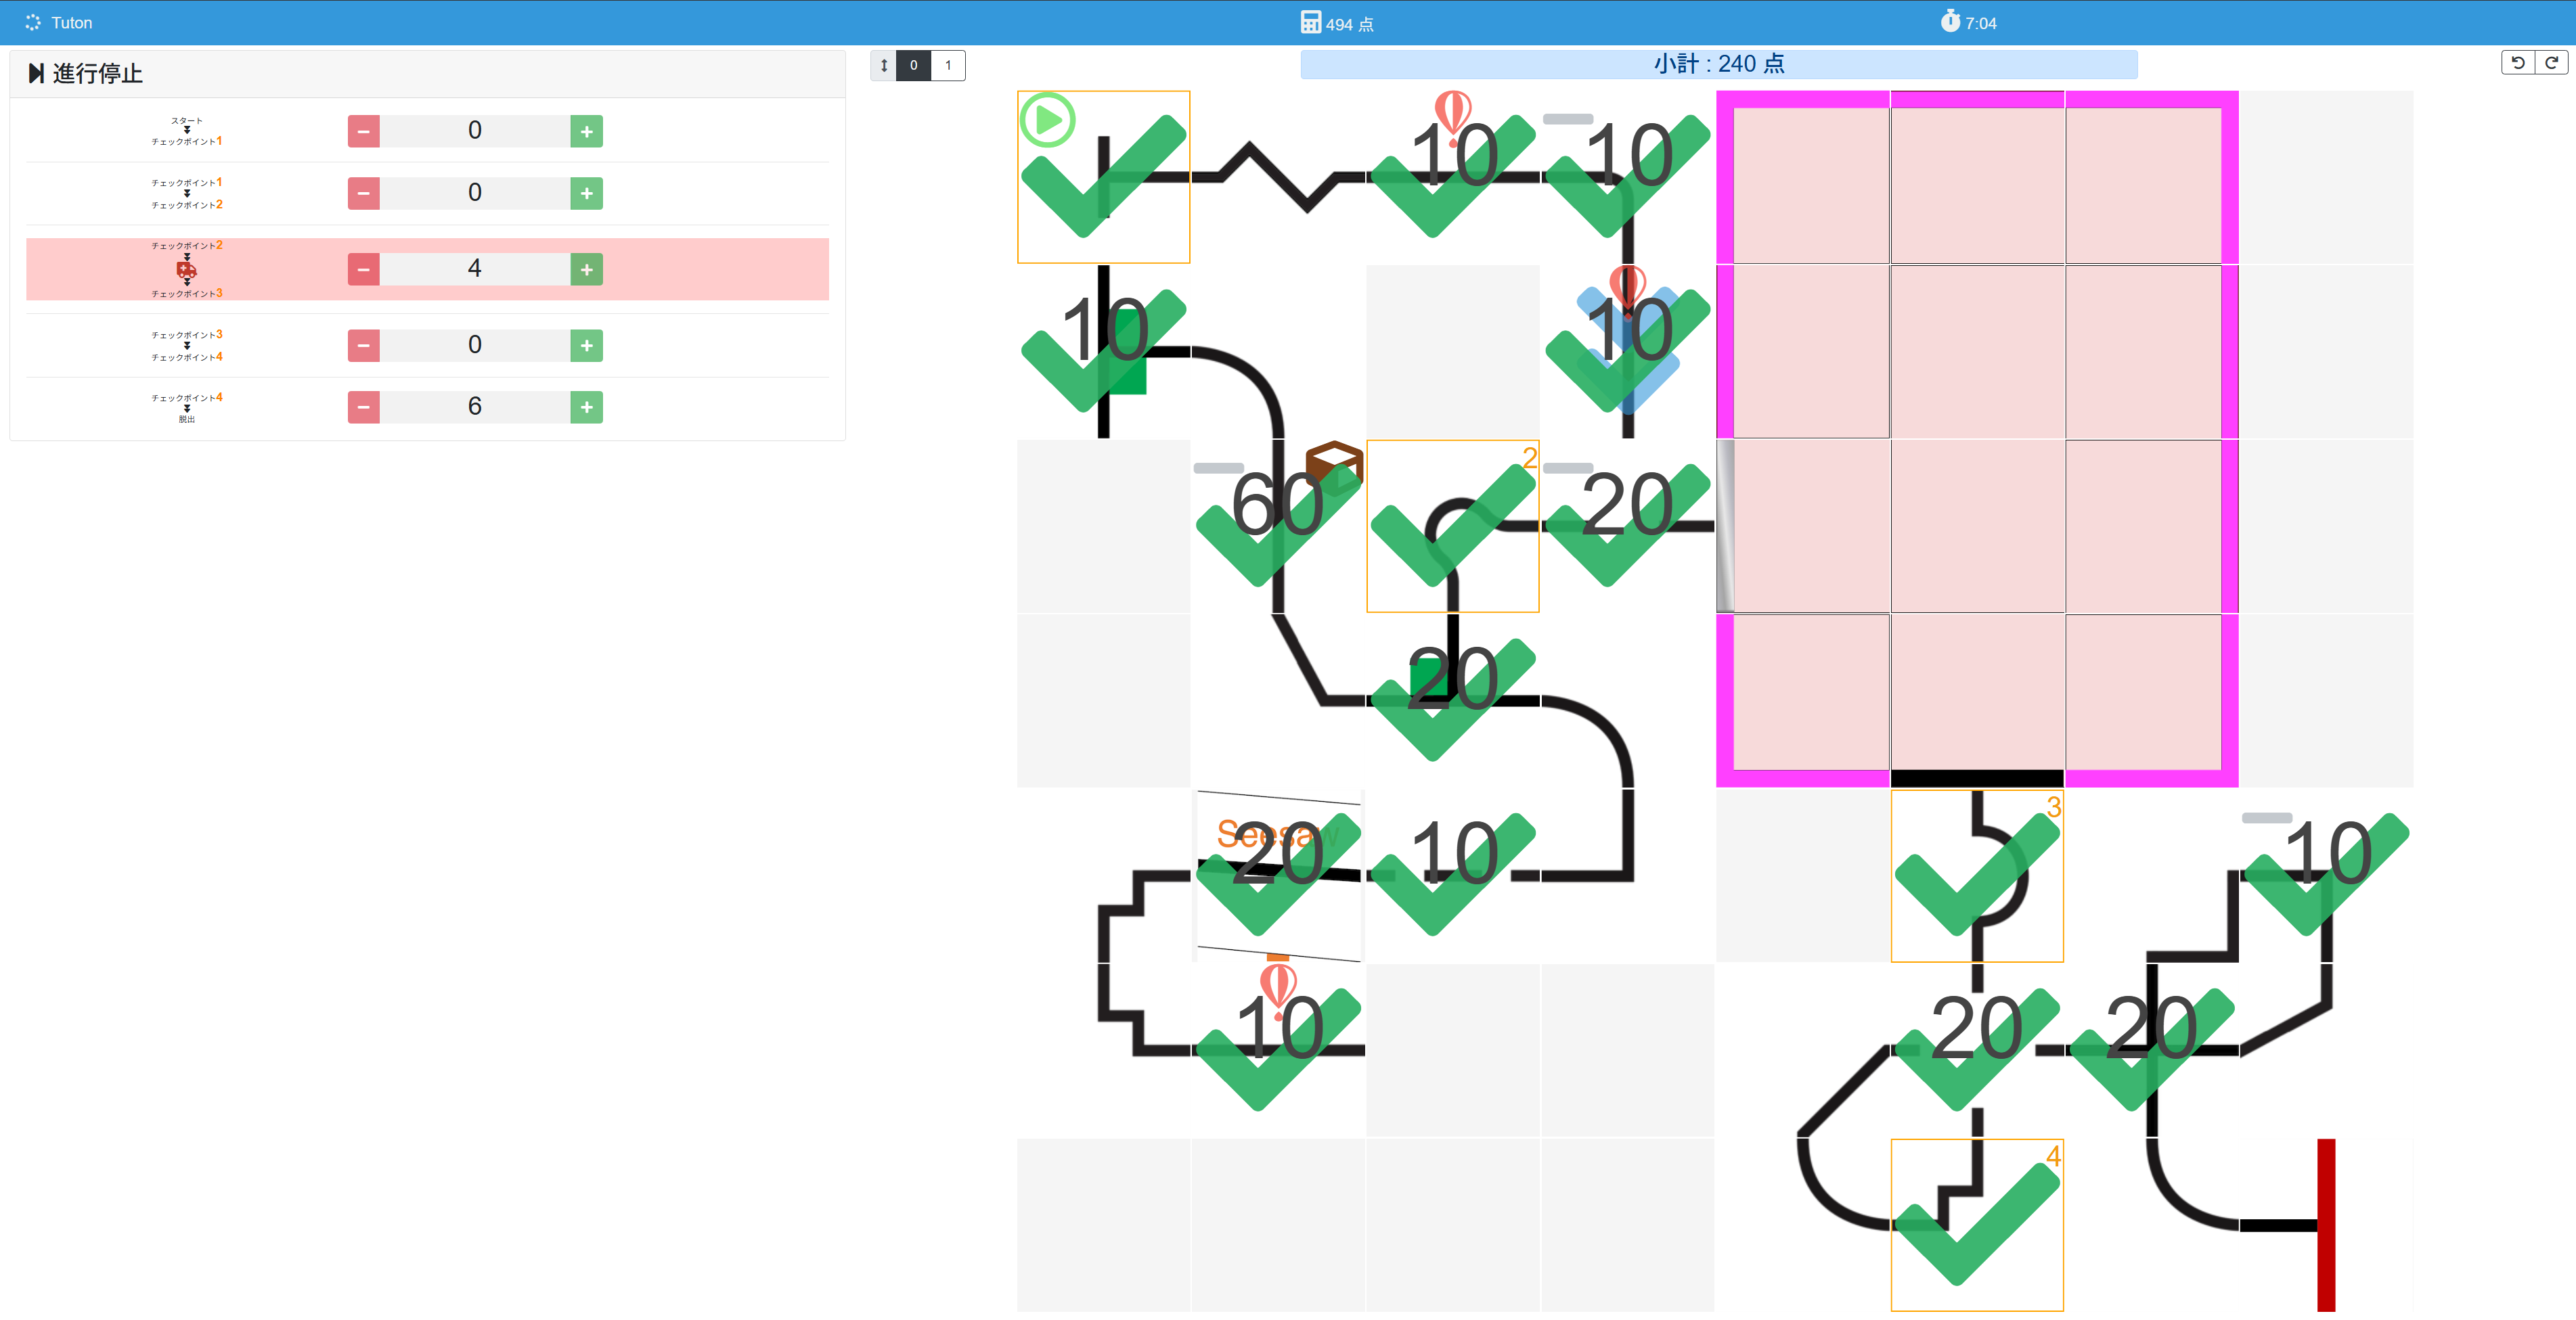 Tuton
494 点
7:04
進行停止
0 1
小計 : 240 点
スタート
チェックポイント1
0
チェックポイント1
チェックポイント2
0
チェックポイント2
チェックポイント3
4
チェックポイント3
チェックポイント4
0
チェックポイント4
脱出
6
10 10
10 10
60 2 20
20
Seesaw
20 10 3 10
10 20 20
4